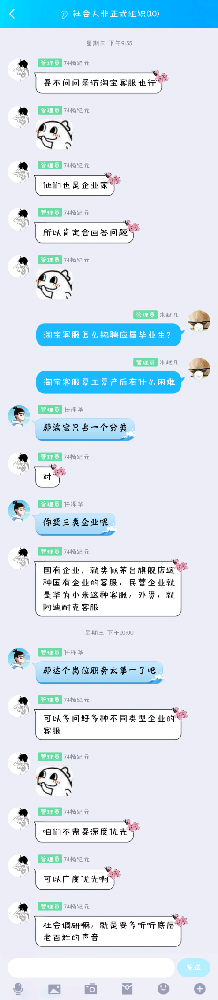 社会人非正式组织(10)
星期三 下午9:55
管理员 74杨纪元
要不问问采访淘宝客服也行
管理员 74杨纪元
管理员 74杨纪元
他们也是企业家
管理员 74杨纪元
所以肯定会回答问题
管理员 74杨纪元
管理员 朱越凡
淘宝客服怎么招聘应届毕业生?
管理员 朱越凡
淘宝客服复工复产后有什么困难
管理员 任泽华
那淘宝只占一个分类
管理员 74杨纪元
对
管理员 任泽华
你要三类企业呢
管理员 74杨纪元
国有企业，就类似茅台旗舰店这
种国有企业的客服，民营企业就
是华为小米这种客服，外资，就
阿迪耐克客服
星期三 下午10:00
管理员 任泽华
那这个岗位职务太单一了吧
管理员 74杨纪元
可以多问好多种不同类型企业的
客服
管理员 74杨纪元
管理员 74杨纪元
咱们不需要深度优先
管理员 74杨纪元
可以广度优先啊
管理员 74杨纪元
社会调研嘛，就是要多听听底层
老百姓的声音
发送